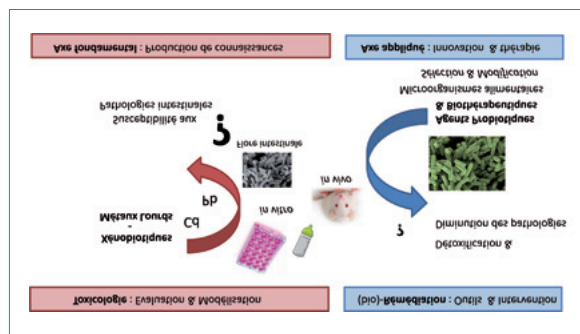 Toxicologie : Evaluation & Modélisation
(bio)-Rémédiation : Outils & Intervention
Xénobiotiques
-
Métaux Lourds
Cd
Pb
in vitro
in vivo
Flore intestinale
?
Susceptibilité aux
Pathologies intestinales
Détoxification &
Diminution des pathologies
?
Agents Probiotiques
& Biothérapeutiques
Microorganismes alimentaires
Sélection & Modification
Axe fondamental : Production de connaissances
Axe appliqué : Innovation & thérapie